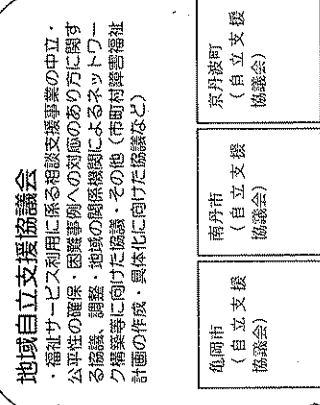 地域自立支援協議会
・福祉サービス利用に係る相談支援事業の中立・
公平性の確保・困難事例への対応のあり方に関す
る協議、調整・地域の関係機関によるネットワー
ク構築等に向けた協議・その他（市町村障害福祉
計画の作成・具体化に向けた協議など）
亀岡市
（自立支援
協議会）
南丹市
（自立支援
協議会）
京丹波町
（自立支援
協議会）